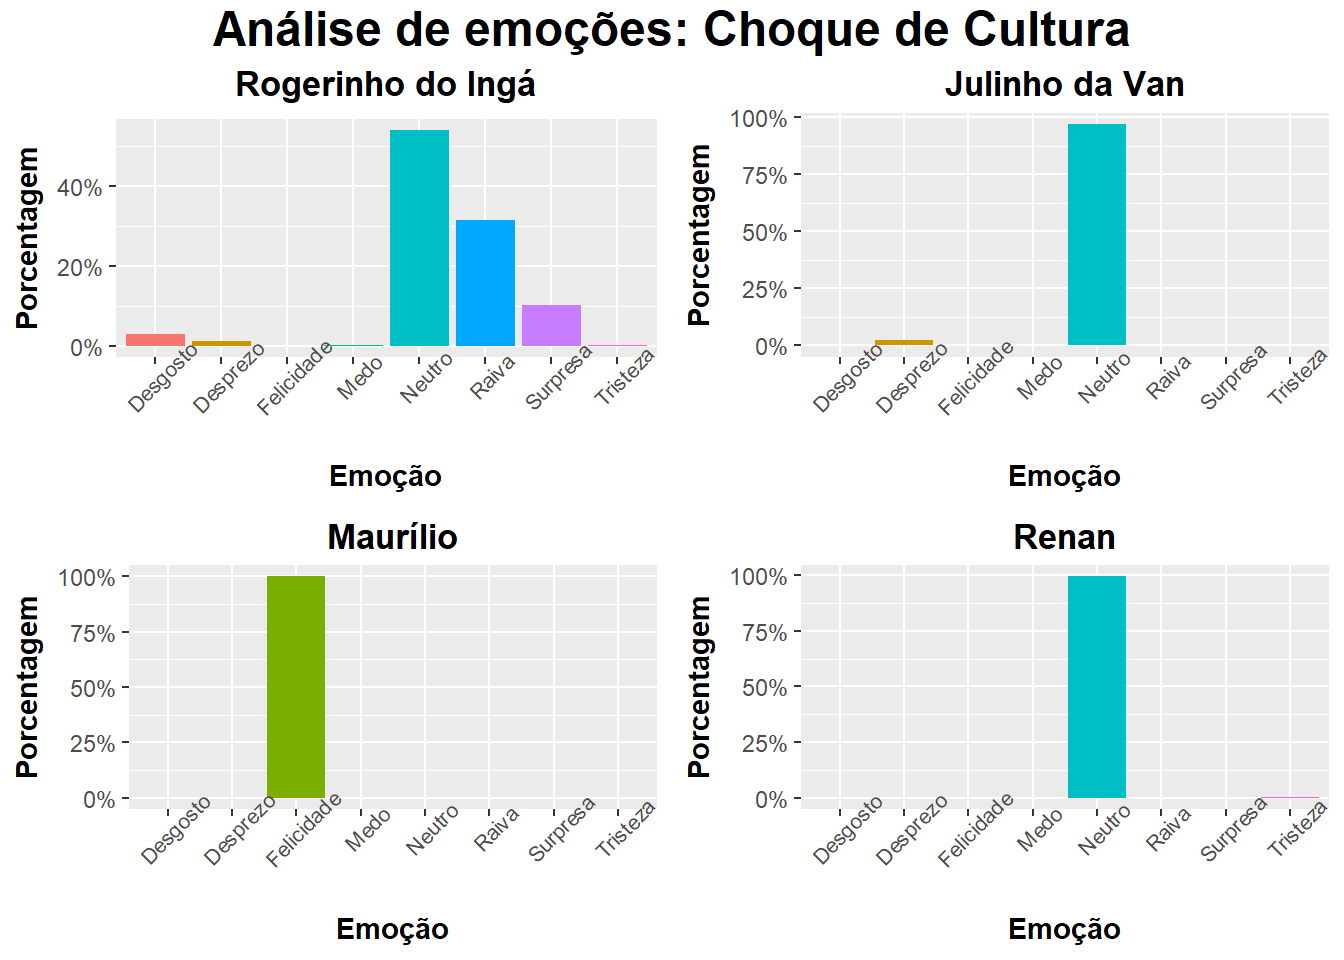 Análise de emoções: Choque de Cultura
Rogerinho do Ingá
Porcentagem
40%
20%
0%
Desgosto
Desprezo
Felicidade
Medo
Neutro
Raiva
Surpresa
Tristeza
Emoção
Julinho da Van
Porcentagem
100%
75%
50%
25%
0%
Desgosto
Desprezo
Felicidade
Medo
Neutro
Raiva
Surpresa
Tristeza
Emoção
Maurílio
Porcentagem
100%
75%
50%
25%
0%
Desgosto
Desprezo
Felicidade
Medo
Neutro
Raiva
Surpresa
Tristeza
Emoção
Renan
Porcentagem
100%
75%
50%
25%
0%
Desgosto
Desprezo
Felicidade
Medo
Neutro
Raiva
Surpresa
Tristeza
Emoção